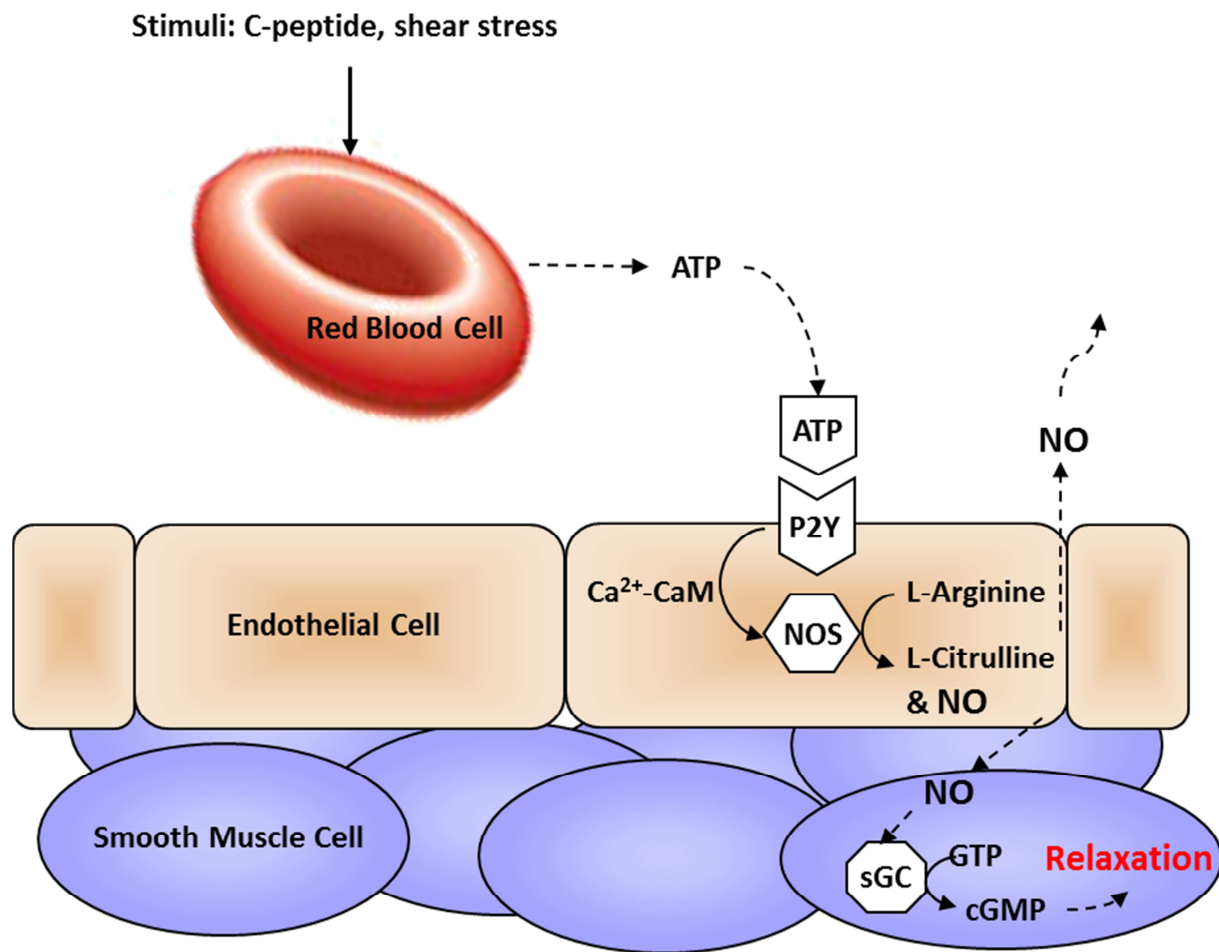 Stimuli: C-peptide, shear stress
Red Blood Cell
ATP
ATP
NO
P2Y
Ca²⁺-CaM
NOS
L-Arginine
L-Citrulline
& NO
Endothelial Cell
NO
Smooth Muscle Cell
sGC
GTP
cGMP
Relaxation